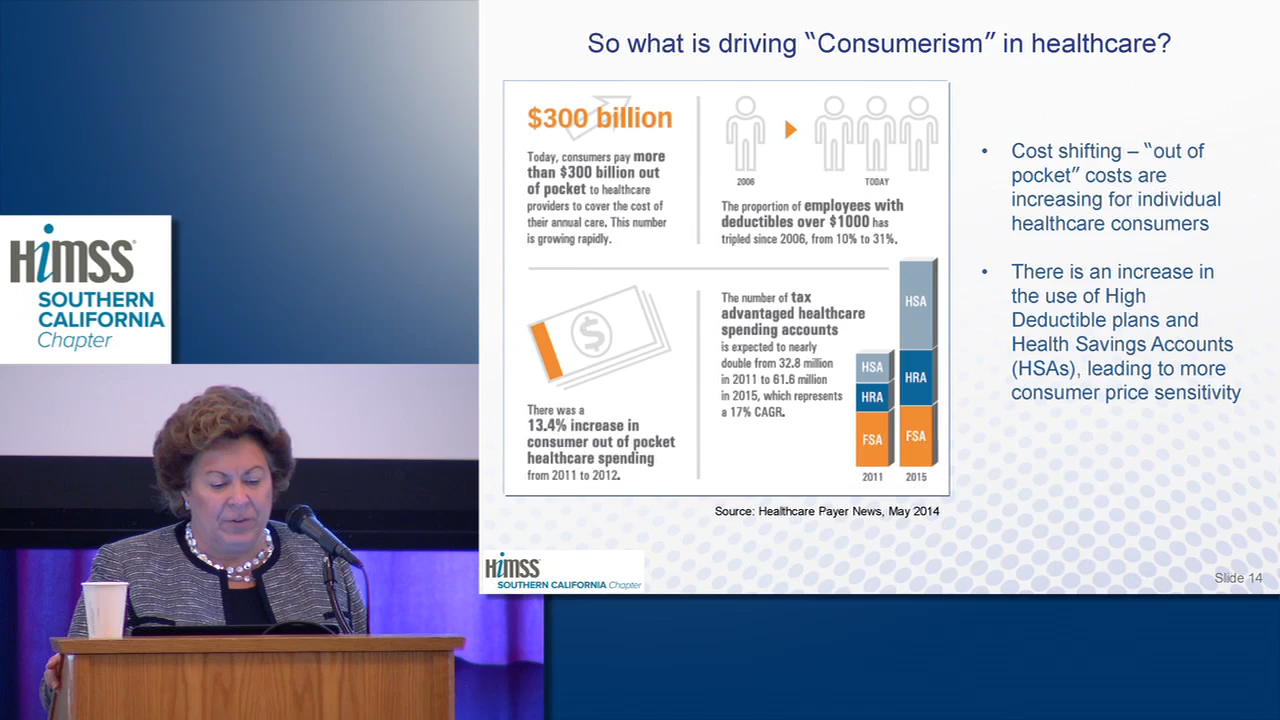 So what is driving “Consumerism” in healthcare?
$300 billion
Today, consumers pay more
than $300 billion out
of pocket to healthcare
providers to cover the cost of
their annual care. This number
is growing rapidly.
2006
TODAY
The proportion of employees with
deductibles over $1000 has
tripled since 2006, from 10% to 31%.
There was a
13.4% increase in
consumer out of pocket
healthcare spending
from 2011 to 2012.
The number of tax
advantaged healthcare
spending accounts
is expected to nearly
double from 32.8 million
in 2011 to 61.6 million
in 2015, which represents
a 17% CAGR.
HSA
HRA
FSA
2011
HSA
HRA
FSA
2015
Source: Healthcare Payer News, May 2014
• Cost shifting – “out of
pocket” costs are
increasing for individual
healthcare consumers
• There is an increase in
the use of High
Deductible plans and
Health Savings Accounts
(HSAs), leading to more
consumer price sensitivity
HiMSS®
SOUTHERN
CALIFORNIA
Chapter
HiMSS
SOUTHERN CALIFORNIA Chapter
Slide 14